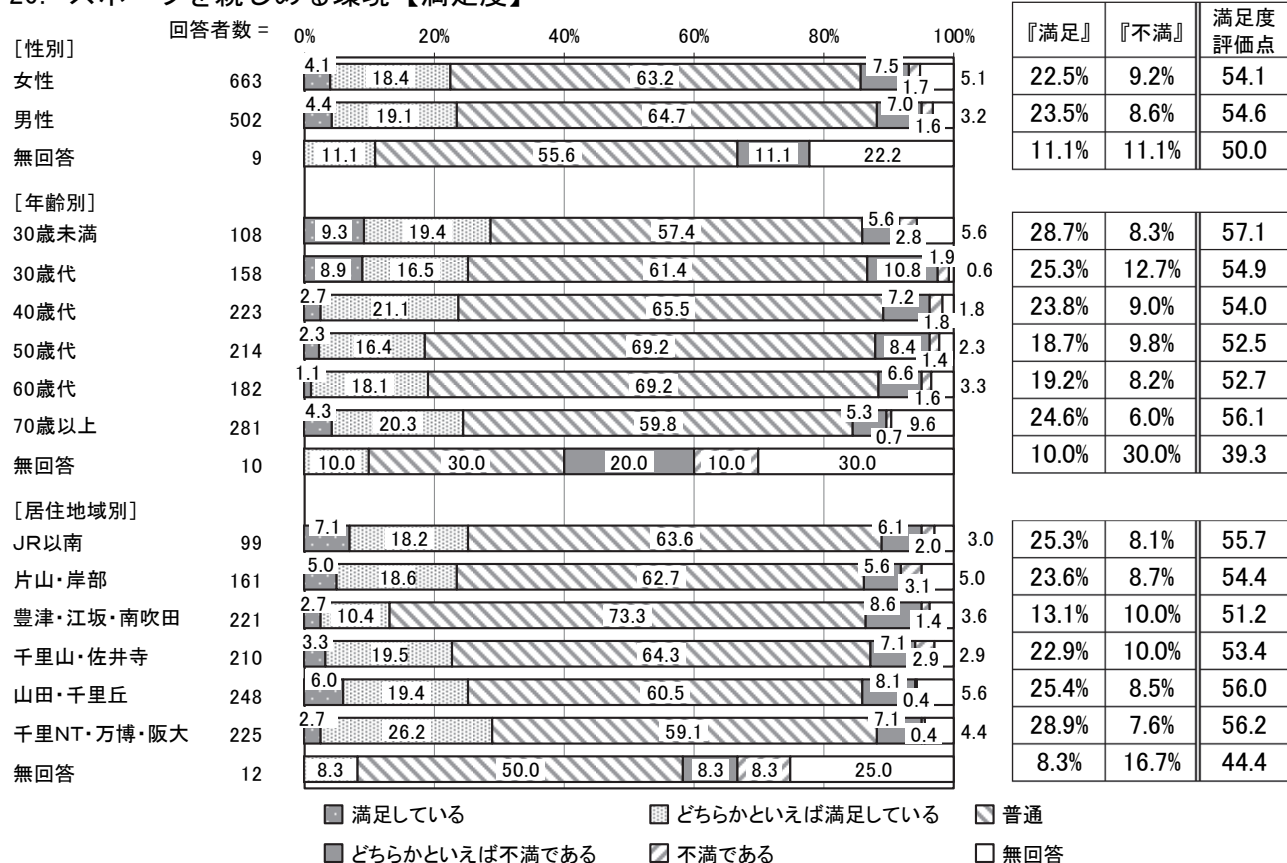 20. スポーツを親しめる環境【満足度】
回答者数 = 0% 20% 40% 60% 80% 100% 『満足』 『不満』 満足度評価点
[性別]
女性 663 4.1 18.4 63.2 7.5 1.7 5.1 22.5% 9.2% 54.1
男性 502 4.4 19.1 64.7 7.0 1.6 3.2 23.5% 8.6% 54.6
無回答 9 11.1 55.6 11.1 22.2 11.1% 11.1% 50.0
[年齢別]
30歳未満 108 9.3 19.4 57.4 5.6 2.8 5.6 28.7% 8.3% 57.1
30歳代 158 8.9 16.5 61.4 10.8 1.9 0.6 25.3% 12.7% 54.9
40歳代 223 2.7 21.1 65.5 7.2 1.8 1.8 23.8% 9.0% 54.0
50歳代 214 2.3 16.4 69.2 8.4 1.4 2.3 18.7% 9.8% 52.5
60歳代 182 1.1 18.1 69.2 6.6 1.6 3.3 19.2% 8.2% 52.7
70歳以上 281 4.3 20.3 59.8 5.3 0.7 9.6 24.6% 6.0% 56.1
無回答 10 10.0 30.0 20.0 10.0 30.0 10.0% 30.0% 39.3
[居住地域別]
JR以南 99 7.1 18.2 63.6 6.1 2.0 3.0 25.3% 8.1% 55.7
片山・岸部 161 5.0 18.6 62.7 5.6 3.1 5.0 23.6% 8.7% 54.4
豊津・江坂・南吹田 221 2.7 10.4 73.3 8.6 1.4 3.6 13.1% 10.0% 51.2
千里山・佐井寺 210 3.3 19.5 64.3 7.1 2.9 2.9 22.9% 10.0% 53.4
山田・千里丘 248 6.0 19.4 60.5 8.1 0.4 5.6 25.4% 8.5% 56.0
千里NT・万博・阪大 225 2.7 26.2 59.1 7.1 0.4 4.4 28.9% 7.6% 56.2
無回答 12 8.3 50.0 8.3 8.3 25.0 8.3% 16.7% 44.4
満足している どちらかといえば満足している 普通
どちらかといえば不満である 不満である 無回答